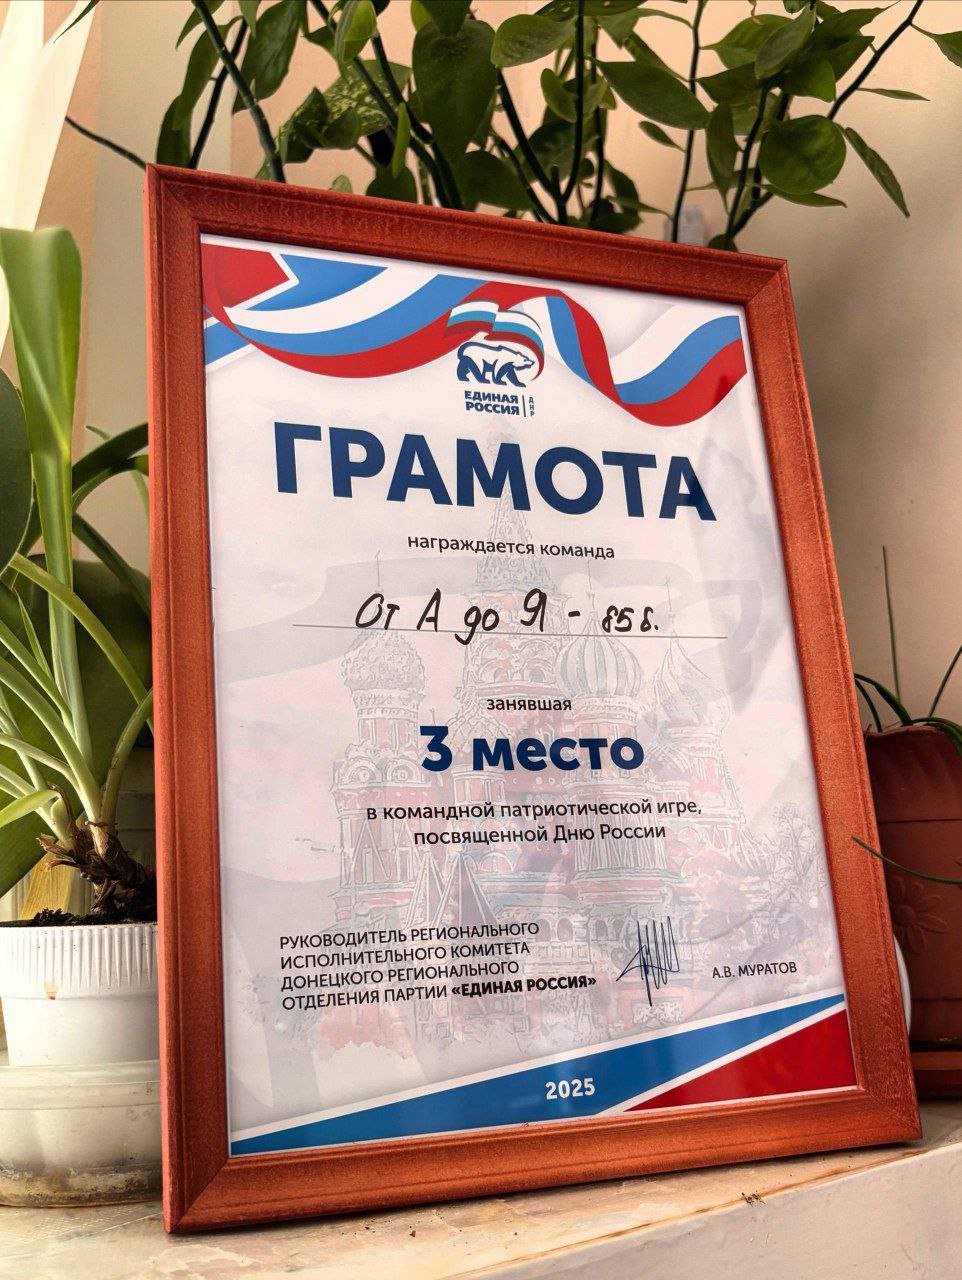 ЕДИНАЯ
РОССИЯ
ДНР
ГРАМОТА
награждается команда
От А до Я - 85 б.
занявшая
3 место
в командной патриотической игре,
посвященной Дню России
РУКОВОДИТЕЛЬ РЕГИОНАЛЬНОГО
ИСПОЛНИТЕЛЬНОГО КОМИТЕТА
ДОНЕЦКОГО РЕГИОНАЛЬНОГО
ОТДЕЛЕНИЯ ПАРТИИ «ЕДИНАЯ РОССИЯ»
А.В. МУРАТОВ
2025